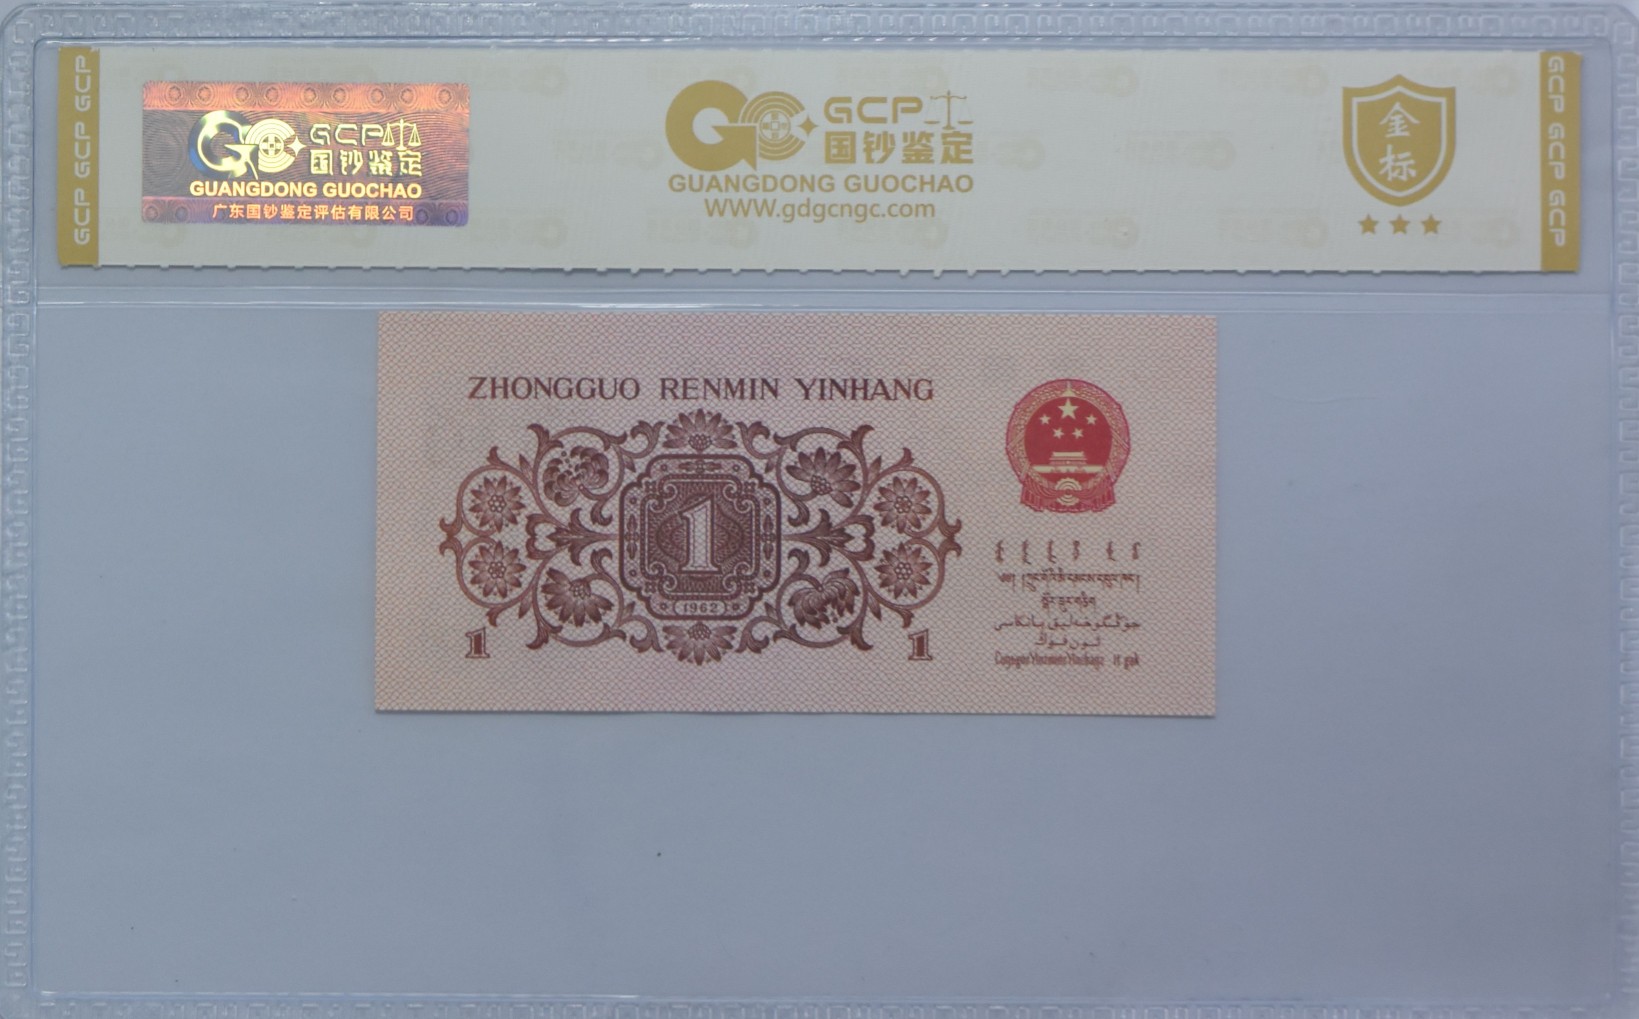 GCP GCP GCP
GCP
国钞鉴定
GUANGDONG GUOCHAO
广东国钞鉴定评估有限公司
GCP
国钞鉴定
GUANGDONG GUOCHAO
WWW.gdgcngc.com
金
标
GCP GCP GCP
ZHONGGUO RENMIN YINHANG
1
(1962)
1
1